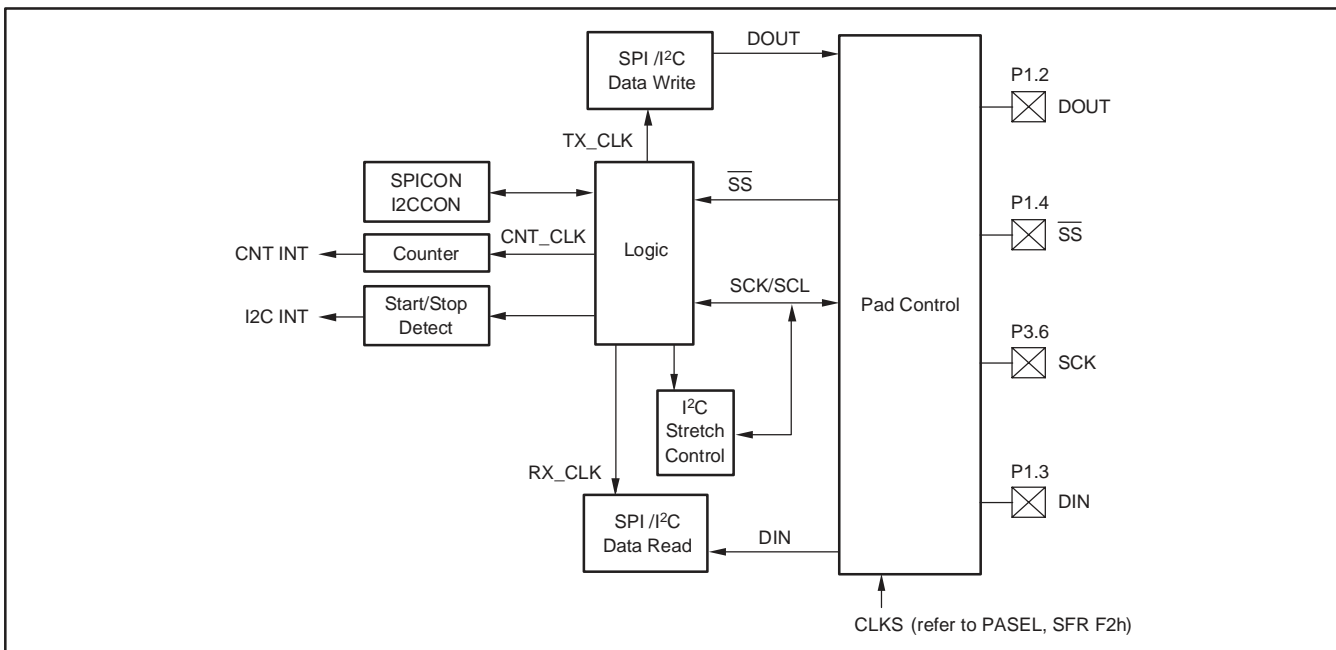 DOUT
SPI /I²C
Data Write
P1.2
DOUT
TX_CLK
SPICON
I2CCON
SS
P1.4
SS
CNT_CLK
CNT INT
Counter
Logic
SCK/SCL
Pad Control
I2C INT
Start/Stop
Detect
P3.6
SCK
I²C
Stretch
Control
RX_CLK
P1.3
DIN
SPI /I²C
Data Read
DIN
CLKS (refer to PASEL, SFR F2h)